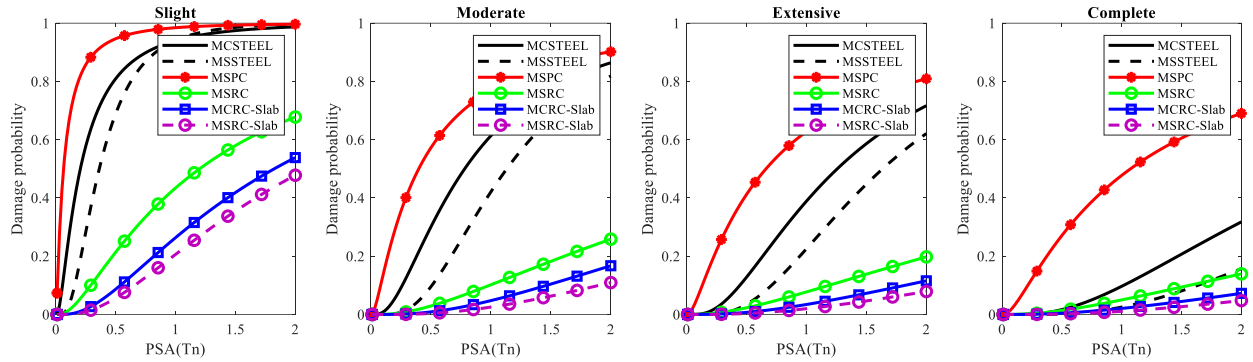 Slight
Damage probability
1
0.8
0.6
0.4
0.2
0
0
0.5
1
1.5
2
PSA(Tn)
MCSTEEL
MSSTEEL
MSPC
MSRC
MCRC-Slab
MSRC-Slab
Moderate
Damage probability
1
0.8
0.6
0.4
0.2
0
0
0.5
1
1.5
2
PSA(Tn)
MCSTEEL
MSSTEEL
MSPC
MSRC
MCRC-Slab
MSRC-Slab
Extensive
Damage probability
1
0.8
0.6
0.4
0.2
0
0
0.5
1
1.5
2
PSA(Tn)
MCSTEEL
MSSTEEL
MSPC
MSRC
MCRC-Slab
MSRC-Slab
Complete
Damage probability
1
0.8
0.6
0.4
0.2
0
0
0.5
1
1.5
2
PSA(Tn)
MCSTEEL
MSSTEEL
MSPC
MSRC
MCRC-Slab
MSRC-Slab